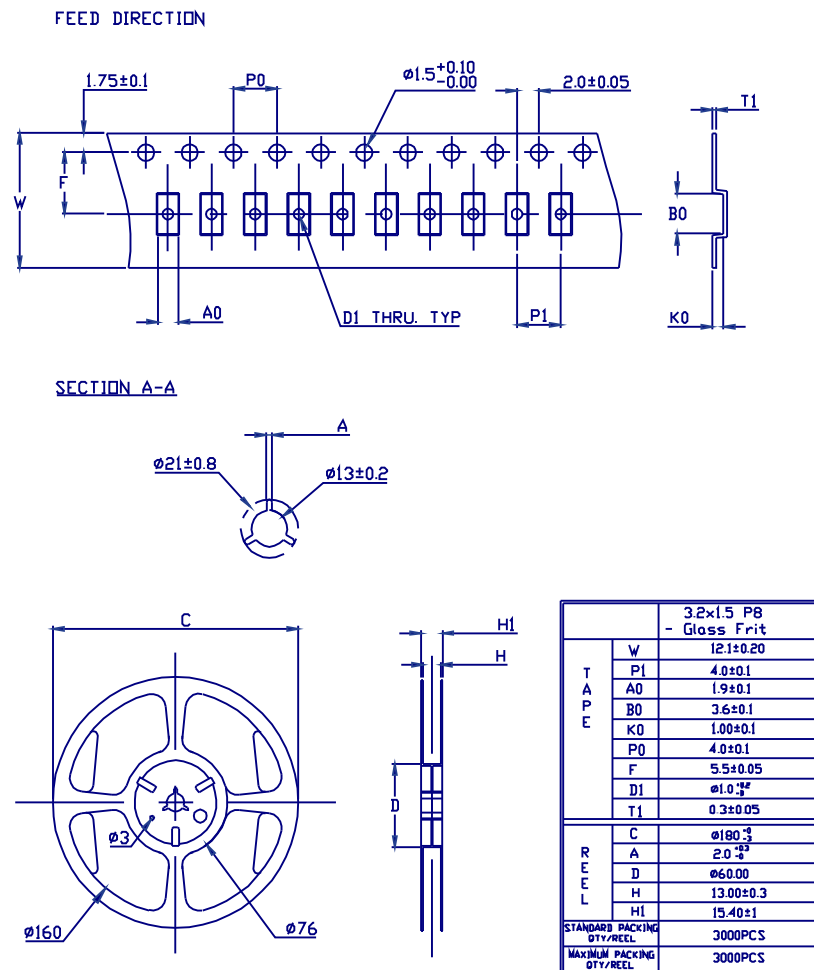 FEED DIRECTION
1.75±0.1
P0
ø1.5 +0.10 -0.00
2.0±0.05
T1
W
F
B0
A0
D1 THRU. TYP
P1
K0
SECTION A-A
A
ø21±0.8
ø13±0.2
C
H1
H
D
ø3
ø160
ø76
3.2x1.5 P8
- Glass Frit
TAPE
W 12.1±0.20
P1 4.0±0.1
A0 1.9±0.1
B0 3.6±0.1
K0 1.00±0.1
P0 4.0±0.1
F 5.5±0.05
D1 ø1.0
T1 0.3±0.05
REEL
C ø180
A 2.0
D ø60.00
H 13.00±0.3
H1 15.40±1
STANDARD PACKING
QTY/REEL 3000PCS
MAXIMUM PACKING
QTY/REEL 3000PCS